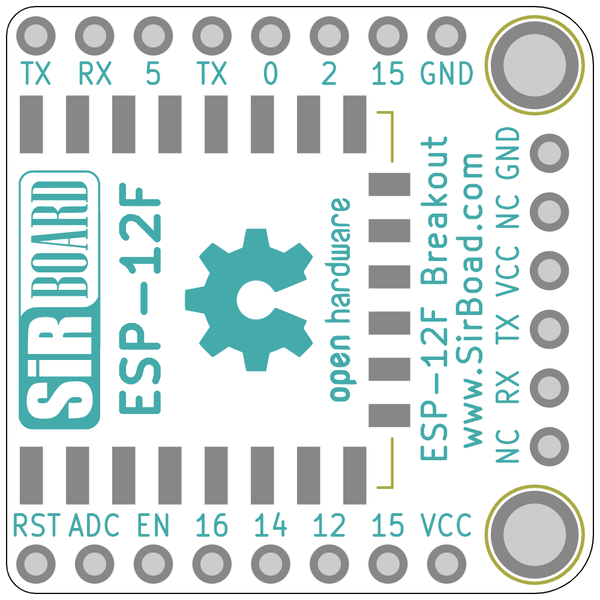 TX RX 5 TX 0 2 15 GND
SiR BOARD
ESP-12F
open hardware
ESP-12F Breakout
www.SirBoad.com
NC RX TX VCC NC GND
RST ADC EN 16 14 12 15 VCC